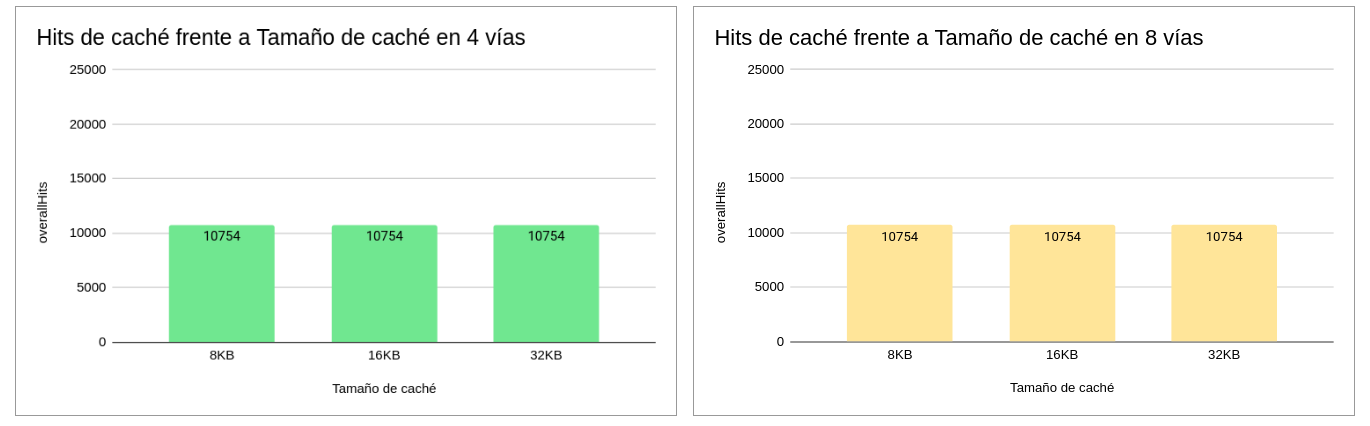 Hits de caché frente a Tamaño de caché en 4 vías
25000
20000
15000
10000
5000
0
overallHits
10754
10754
10754
8KB
16KB
32KB
Tamaño de caché
Hits de caché frente a Tamaño de caché en 8 vías
25000
20000
15000
10000
5000
0
overallHits
10754
10754
10754
8KB
16KB
32KB
Tamaño de caché